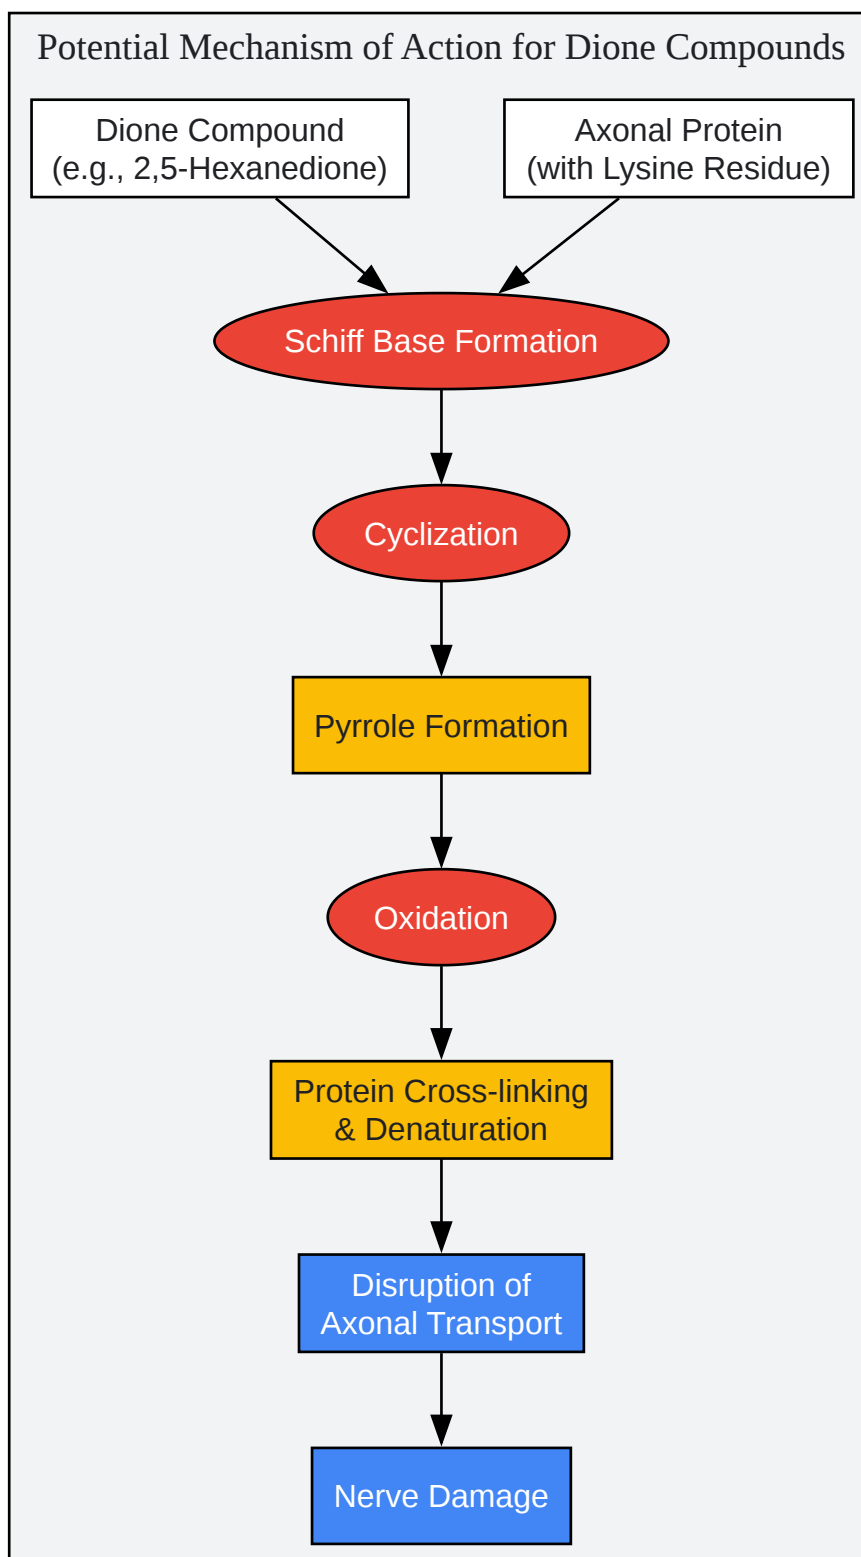 Potential Mechanism of Action for Dione Compounds
Dione Compound
(e.g., 2,5-Hexanedione)
Axonal Protein
(with Lysine Residue)
Schiff Base Formation
Cyclization
Pyrrole Formation
Oxidation
Protein Cross-linking
& Denaturation
Disruption of
Axonal Transport
Nerve Damage